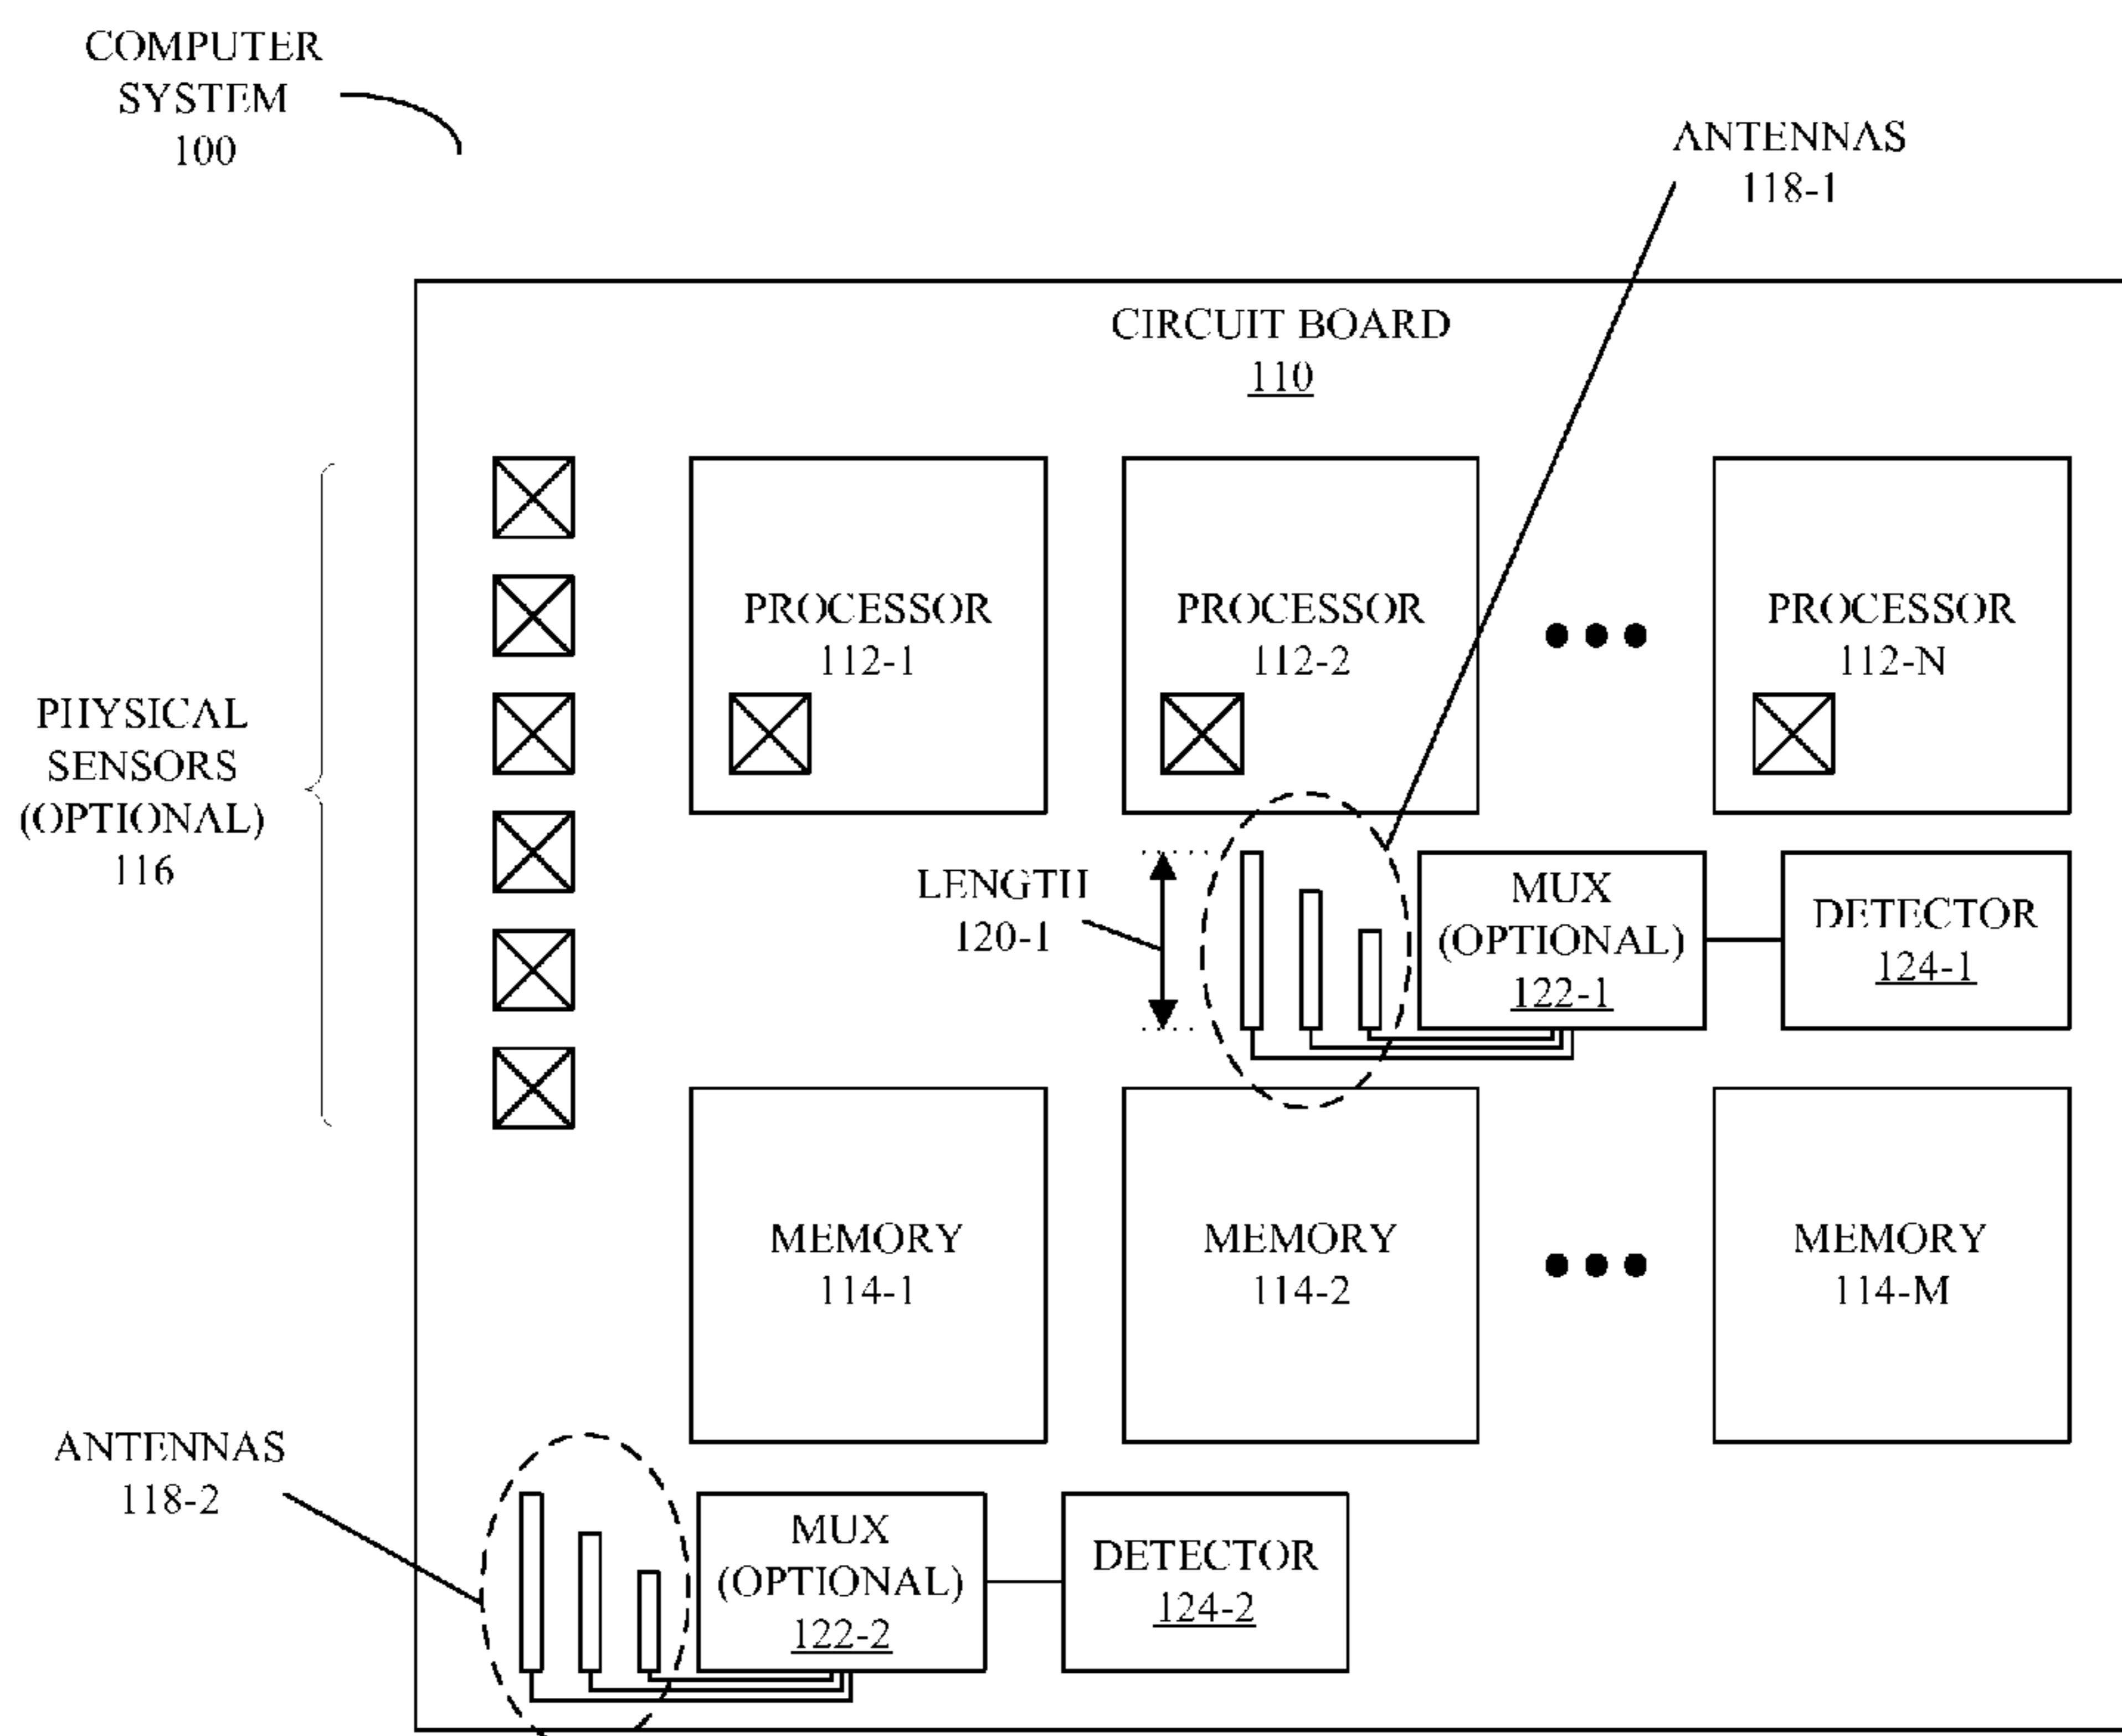 COMPUTER
SYSTEM
100
ANTENNAS
118-1
CIRCUIT BOARD
110
PROCESSOR
112-1
PROCESSOR
112-2
PROCESSOR
112-N
PHYSICAL
SENSORS
(OPTIONAL)
116
LENGTH
120-1
MUX
(OPTIONAL)
122-1
DETECTOR
124-1
MEMORY
114-1
MEMORY
114-2
MEMORY
114-M
ANTENNAS
118-2
MUX
(OPTIONAL)
122-2
DETECTOR
124-2